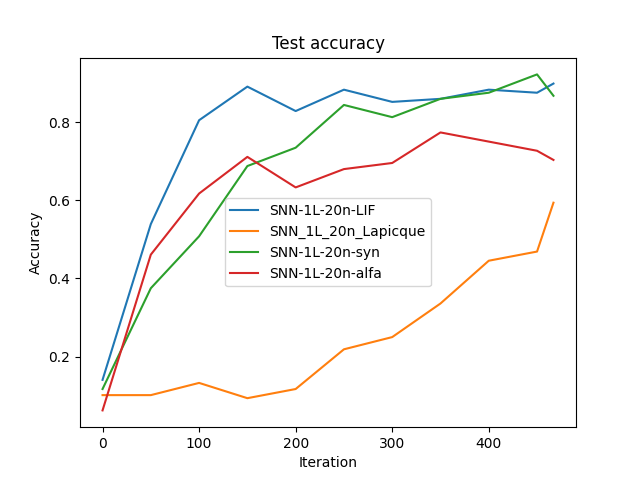 Test accuracy
Accuracy
0.8
0.6
0.4
0.2
SNN-1L-20n-LIF
SNN_1L_20n_Lapicque
SNN-1L-20n-syn
SNN-1L-20n-alfa
0 100 200 300 400
Iteration